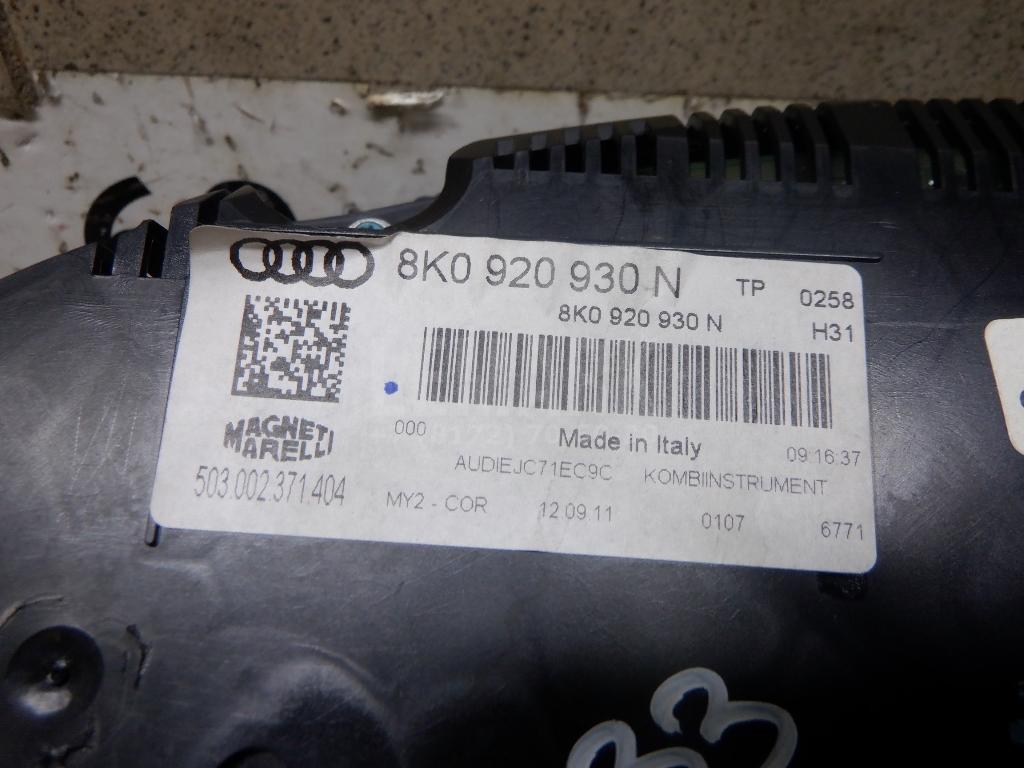 8K0 920 930 N TP 0258
8K0 920 930 N H31
MAGNETI
MARELLI
503.002.371.404
000 Made in Italy 09:16:37
AUDIEJC71EC9C KOMBIINSTRUMENT
MY2 - COR 12.09.11 0107 6771
33